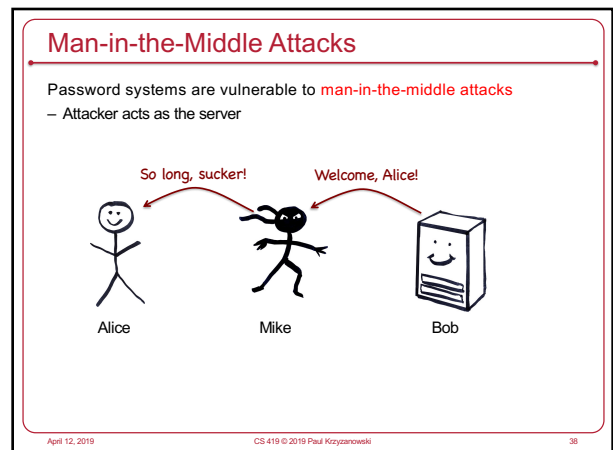 Man-in-the-Middle Attacks
Password systems are vulnerable to man-in-the-middle attacks
– Attacker acts as the server
So long, sucker!
Welcome, Alice!
Alice
Mike
Bob
April 12, 2019
CS 419 © 2019 Paul Krzyzanowski
38